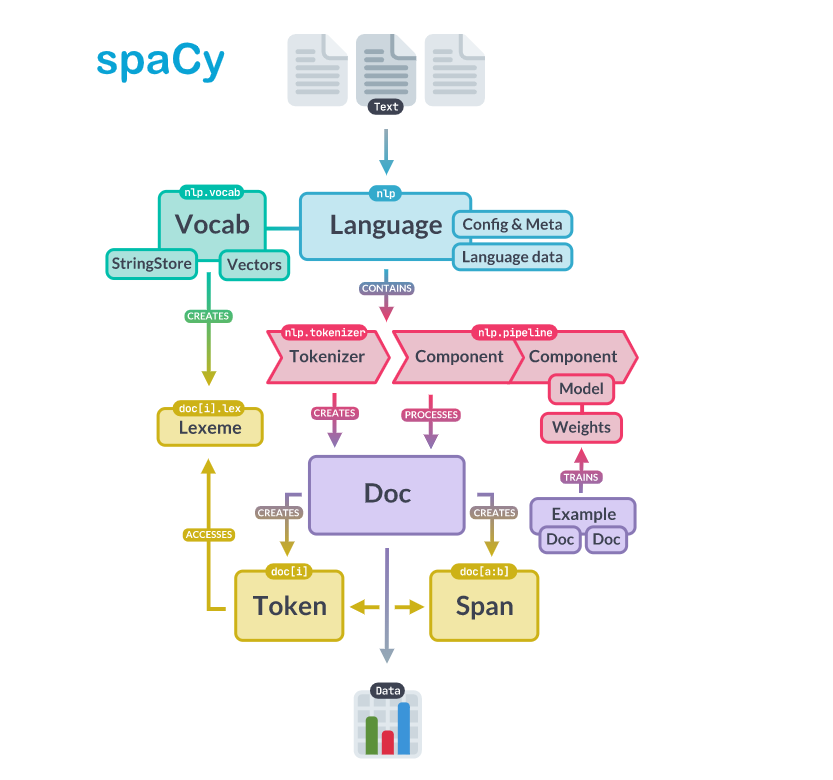 spaCy
Text
nlp.vocab
Vocab
StringStore
Vectors
nlp
Language
Config & Meta
Language data
CREATES
CONTAINS
nlp.tokenizer
Tokenizer
nlp.pipeline
Component
Component
Model
Weights
doc[i].lex
Lexeme
CREATES
PROCESSES
TRAINS
Doc
Example
Doc
Doc
CREATES
CREATES
ACCESSES
doc[i]
Token
doc[a:b]
Span
Data